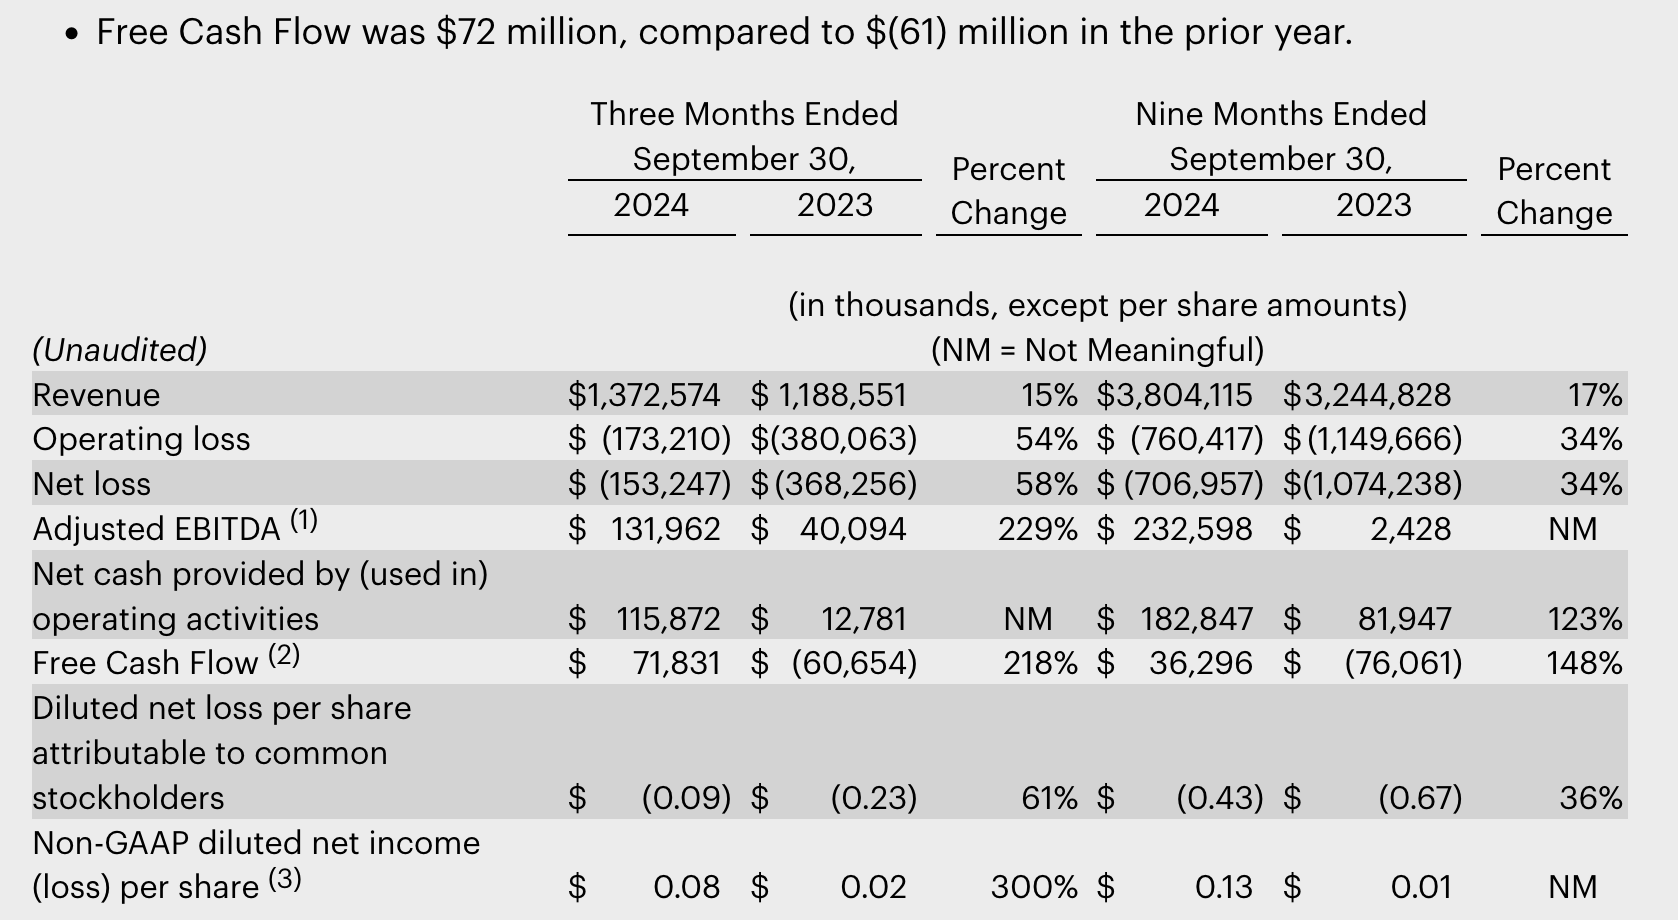 • Free Cash Flow was $72 million, compared to $(61) million in the prior year.
Three Months Ended Nine Months Ended
September 30, Percent September 30, Percent
2024 2023 Change 2024 2023 Change
(in thousands, except per share amounts)
(Unaudited) (NM = Not Meaningful)
Revenue $1,372,574 $ 1,188,551 15% $3,804,115 $3,244,828 17%
Operating loss $ (173,210) $(380,063) 54% $ (760,417) $(1,149,666) 34%
Net loss $ (153,247) $(368,256) 58% $ (706,957) $(1,074,238) 34%
Adjusted EBITDA (1) $ 131,962 $ 40,094 229% $ 232,598 $ 2,428 NM
Net cash provided by (used in)
operating activities $ 115,872 $ 12,781 NM $ 182,847 $ 81,947 123%
Free Cash Flow (2) $ 71,831 $ (60,654) 218% $ 36,296 $ (76,061) 148%
Diluted net loss per share
attributable to common
stockholders $ (0.09) $ (0.23) 61% $ (0.43) $ (0.67) 36%
Non-GAAP diluted net income
(loss) per share (3) $ 0.08 $ 0.02 300% $ 0.13 $ 0.01 NM